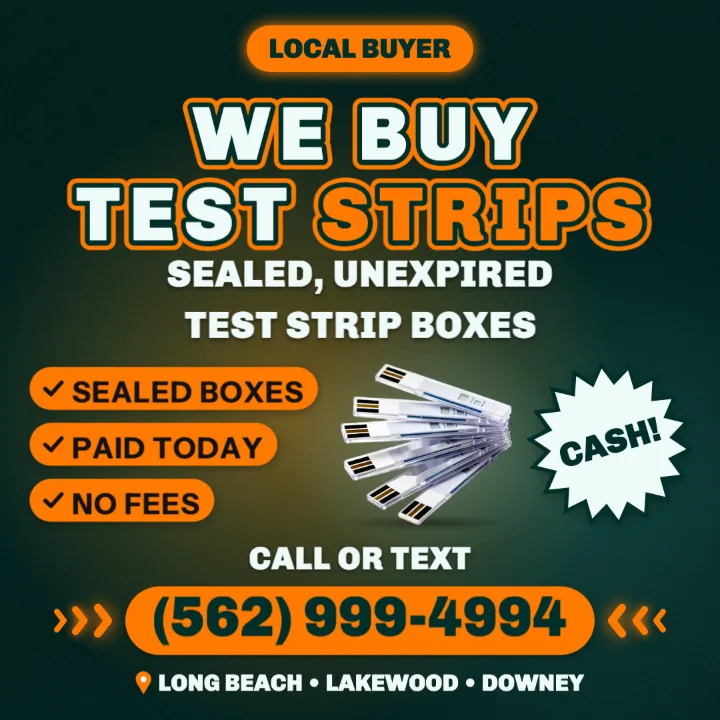 LOCAL BUYER
WE BUY
TEST STRIPS
SEALED, UNEXPIRED
TEST STRIP BOXES
SEALED BOXES
PAID TODAY
NO FEES
CASH!
CALL OR TEXT
(562) 999-4994
LONG BEACH • LAKEWOOD • DOWNEY